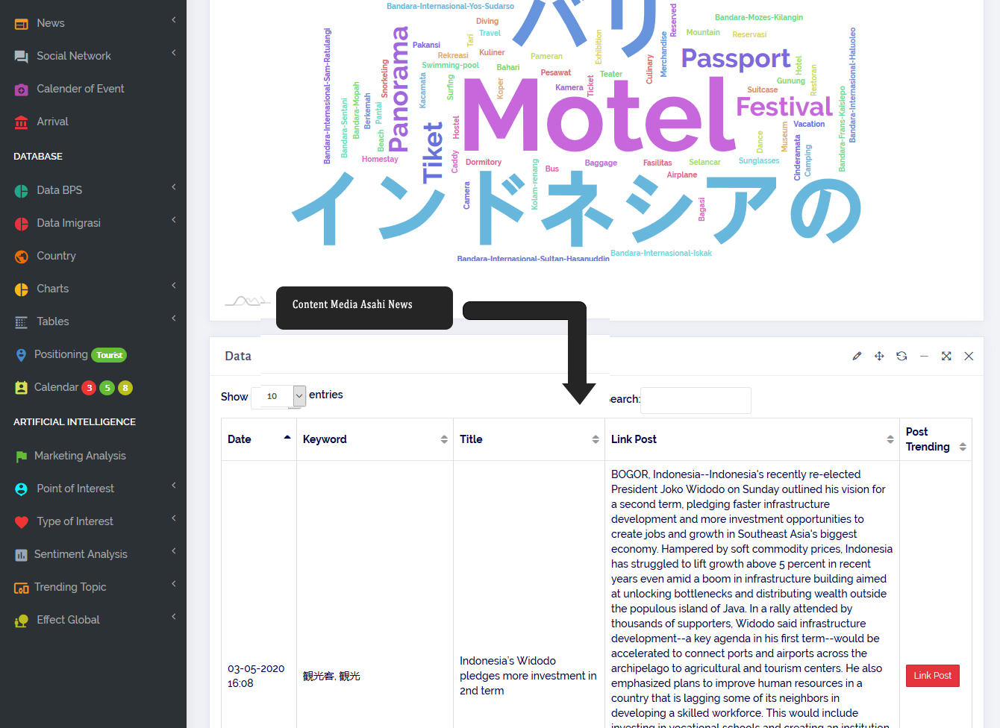 News
Social Network
Calender of Event
Arrival
DATABASE
Data BPS
Data Imigrasi
Country
Charts
Tables
Positioning Tourist
Calendar 3 5 8
ARTIFICIAL INTELLIGENCE
Marketing Analysis
Point of Interest
Type of Interest
Sentiment Analysis
Trending Topic
Effect Global
Bandara-Internasional-Yos-Sudarso
バリ
Reserved
Bandara-Mozes-Kilangin
Diving
Travel
Tari
Mountain
Reservasi
Pakansi
Panorama
Bandara-Internasional-Sam-Ratulangi
Exhibition
Merchandise
Bandara-Internasional-Haluoleo
Rekreasi
Kuliner
Pameran
Passport
Swimming-pool
Bahari
Culinary
Hotel
Snorkeling
Pesawat
Teater
Restoran
Kacamata
Surfing
Koper
Kamera
Ticket
Motel
Gunung
Suitcase
Bandara-Mopah
Bandara-Sentani
Berkemah
Pantai
Festival
Bandara-Frans-Kaisiepo
Hostel
Tiket
Beach
Museum
Vacation
Dance
Cinderamata
Camping
Homestay
Caddy
Dormitory
Bus
Baggage
Fasilitas
Selancar
Sunglasses
Kolam-renang
Camera
Airplane
インドネシアの
Bagasi
Bandara-Internasional-Sultan-Hasanuddin
Bandara-Internasional-Iskak
Content Media Asahi News
Data
Show 10 entries
earch:
Date
Keyword
Title
Link Post
Post
Trending
03-05-2020
16:08
観光客, 観光
Indonesia's Widodo
pledges more investment in
2nd term
BOGOR, Indonesia--Indonesia's recently re-elected
President Joko Widodo on Sunday outlined his vision for
a second term, pledging faster infrastructure
development and more investment opportunities to
create jobs and growth in Southeast Asia's biggest
economy. Hampered by soft commodity prices, Indonesia
has struggled to lift growth above 5 percent in recent
years even amid a boom in infrastructure building aimed
at unlocking bottlenecks and distributing wealth outside
the populous island of Java. In a rally attended by
thousands of supporters, Widodo said infrastructure
development--a key agenda in his first term--would be
accelerated to connect ports and airports across the
archipelago to agricultural and tourism centers. He also
emphasized plans to improve human resources in a
country that is lagging some of its neighbors in
developing a skilled workforce. This would include
investing in vocational schools and creating an institution
Link Post